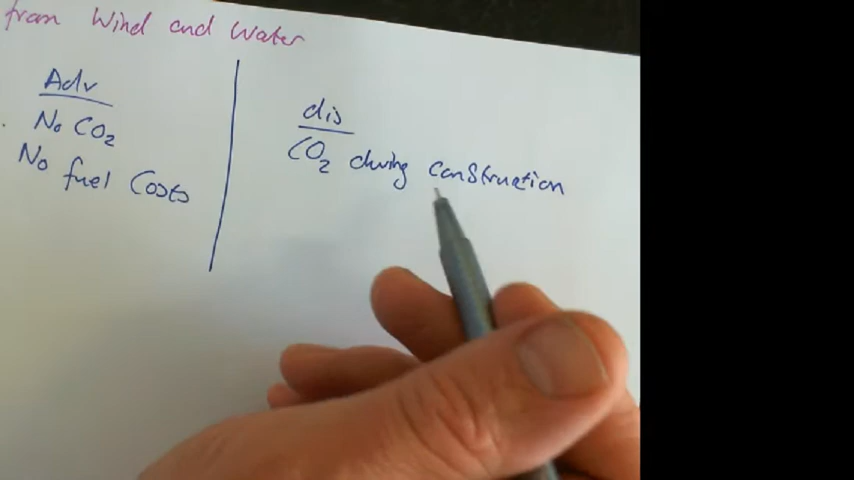 from Wind and Water
Adv
No CO2
No fuel Costs
dis
CO2 during Construction